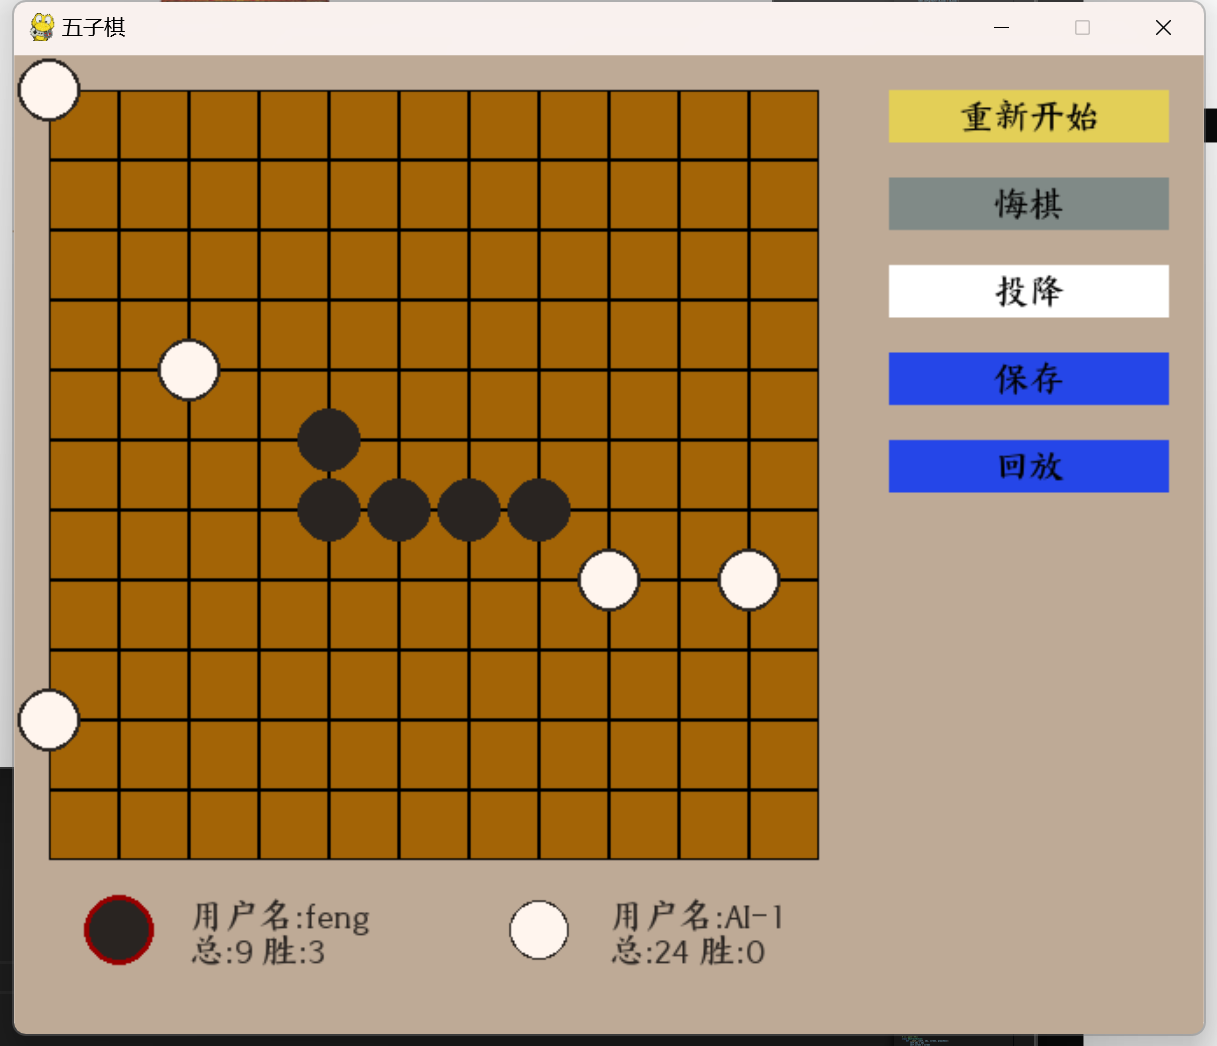 五子棋
重新开始
悔棋
投降
保存
回放
用户名:feng
总:9 胜:3
用户名:AI-1
总:24 胜:0